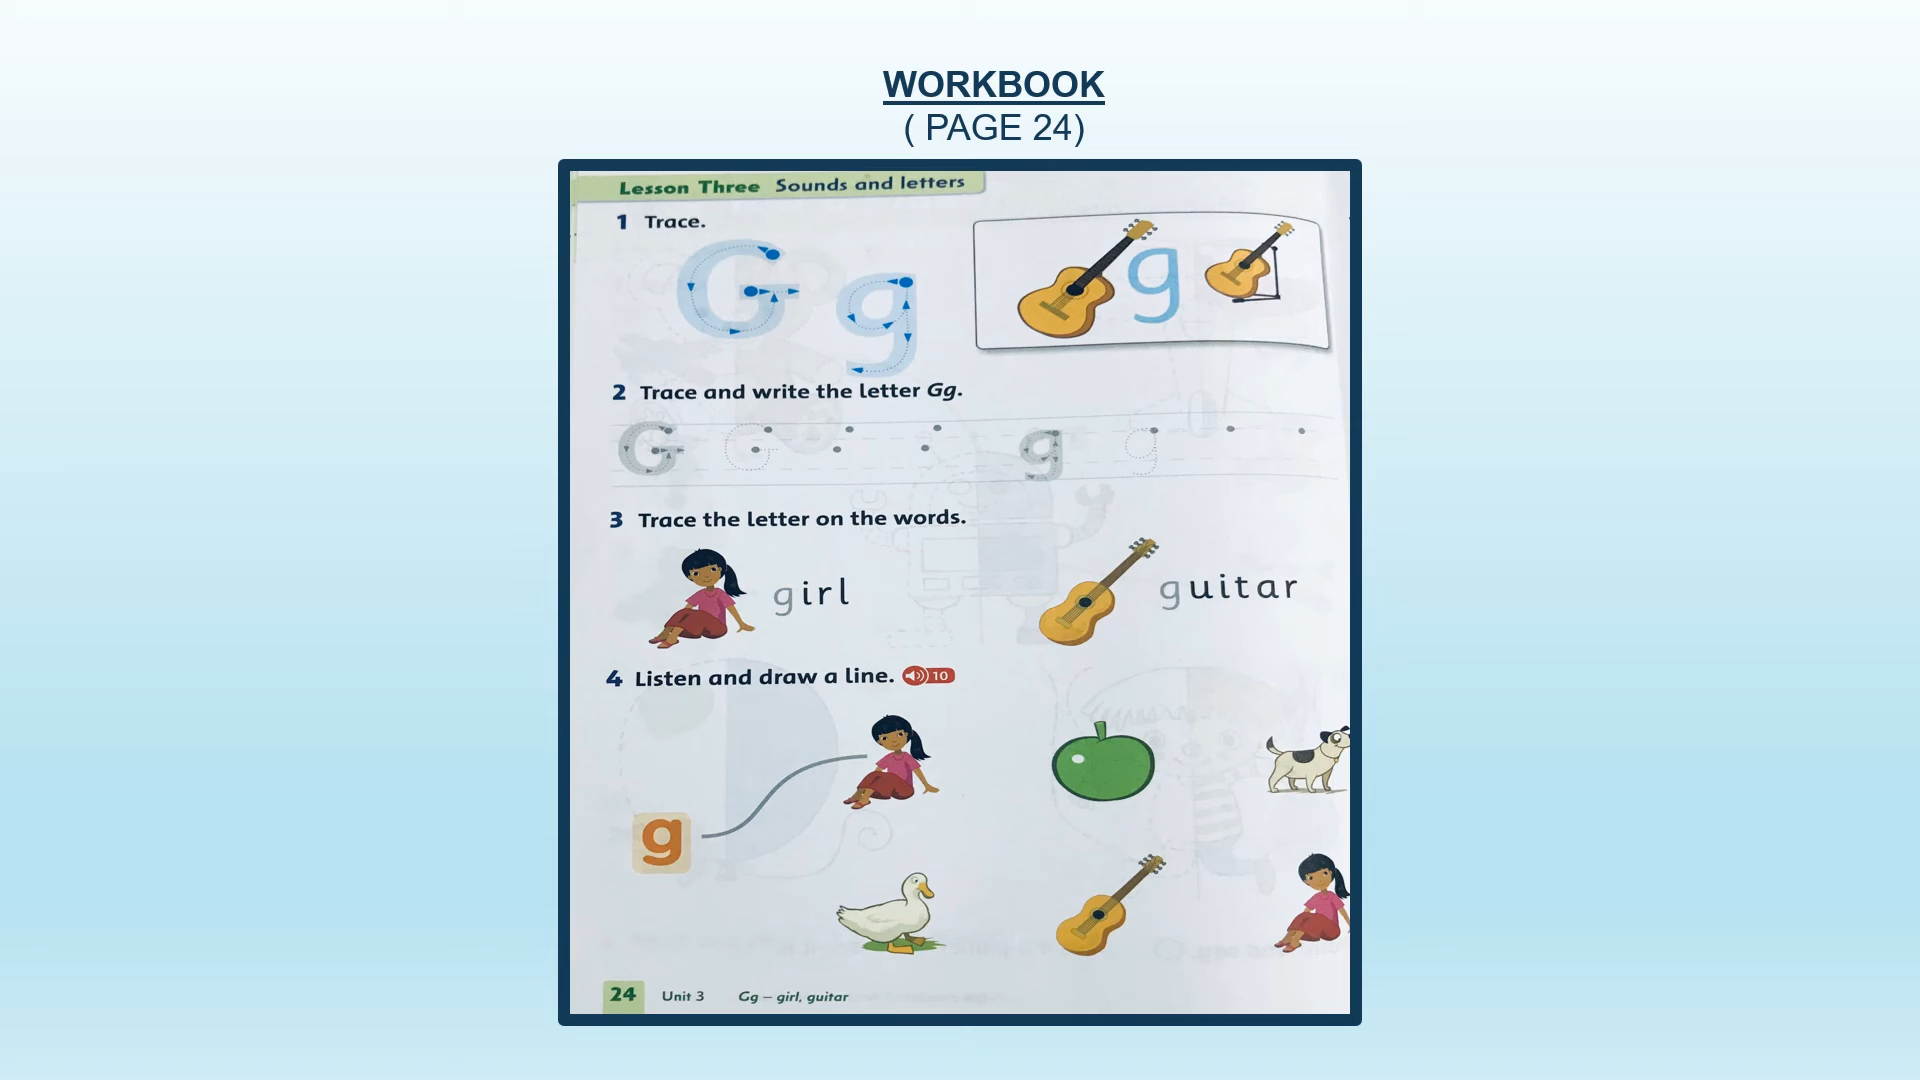 WORKBOOK
( PAGE 24)
Lesson Three Sounds and letters
1 Trace.
G g
g
2 Trace and write the letter Gg.
G G g g
3 Trace the letter on the words.
girl guitar
4 Listen and draw a line. 10
g
24 Unit 3 Gg – girl, guitar